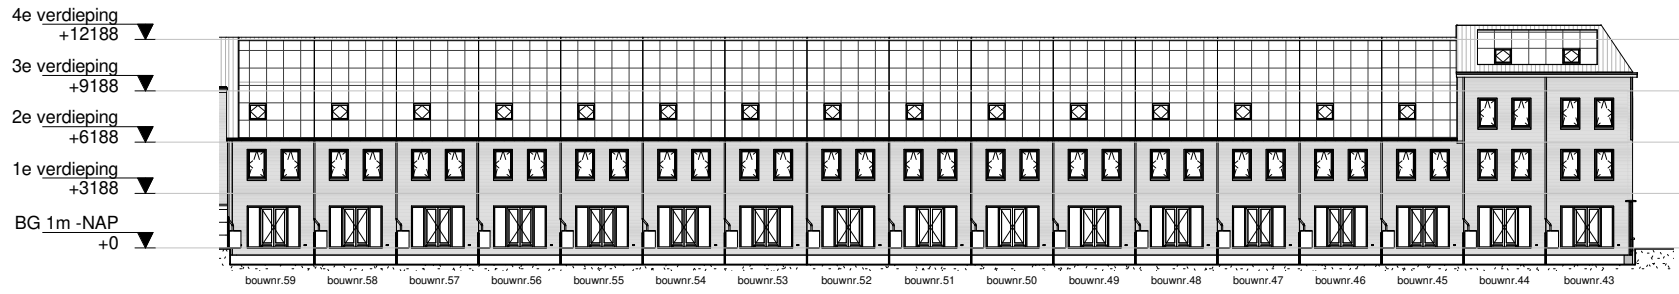 4e verdieping
+12188
3e verdieping
+9188
2e verdieping
+6188
1e verdieping
+3188
BG 1m -NAP
+0
bouwnr.59 bouwnr.58 bouwnr.57 bouwnr.56 bouwnr.55 bouwnr.54 bouwnr.53 bouwnr.52 bouwnr.51 bouwnr.50 bouwnr.49 bouwnr.48 bouwnr.47 bouwnr.46 bouwnr.45 bouwnr.44 bouwnr.43